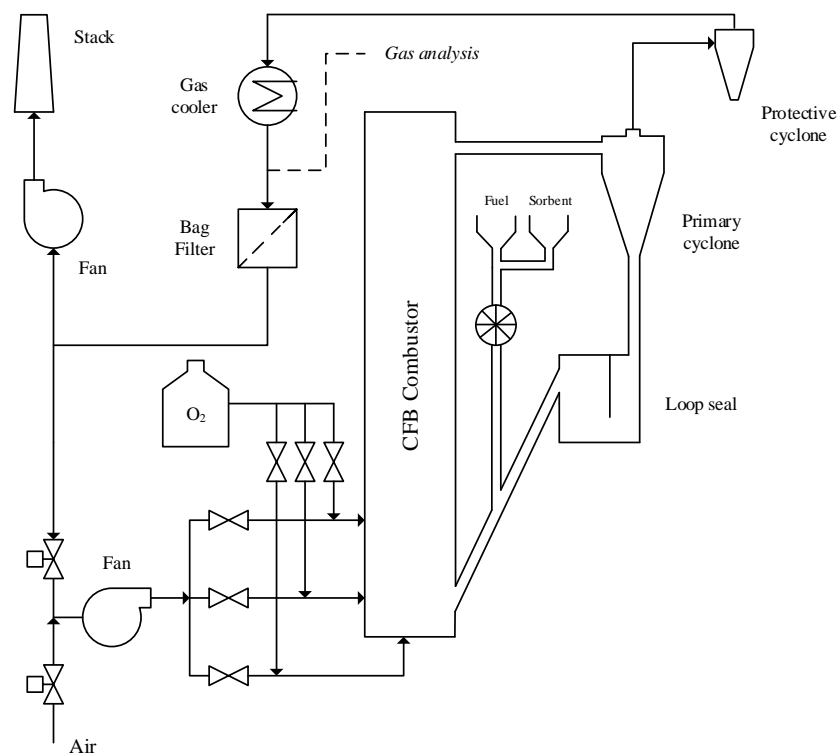 Stack
Gas analysis
Gas
cooler
Protective
cyclone
Fuel
Sorbent
Bag
Filter
Primary
cyclone
Fan
CFB Combustor
O₂
Loop seal
Fan
Air